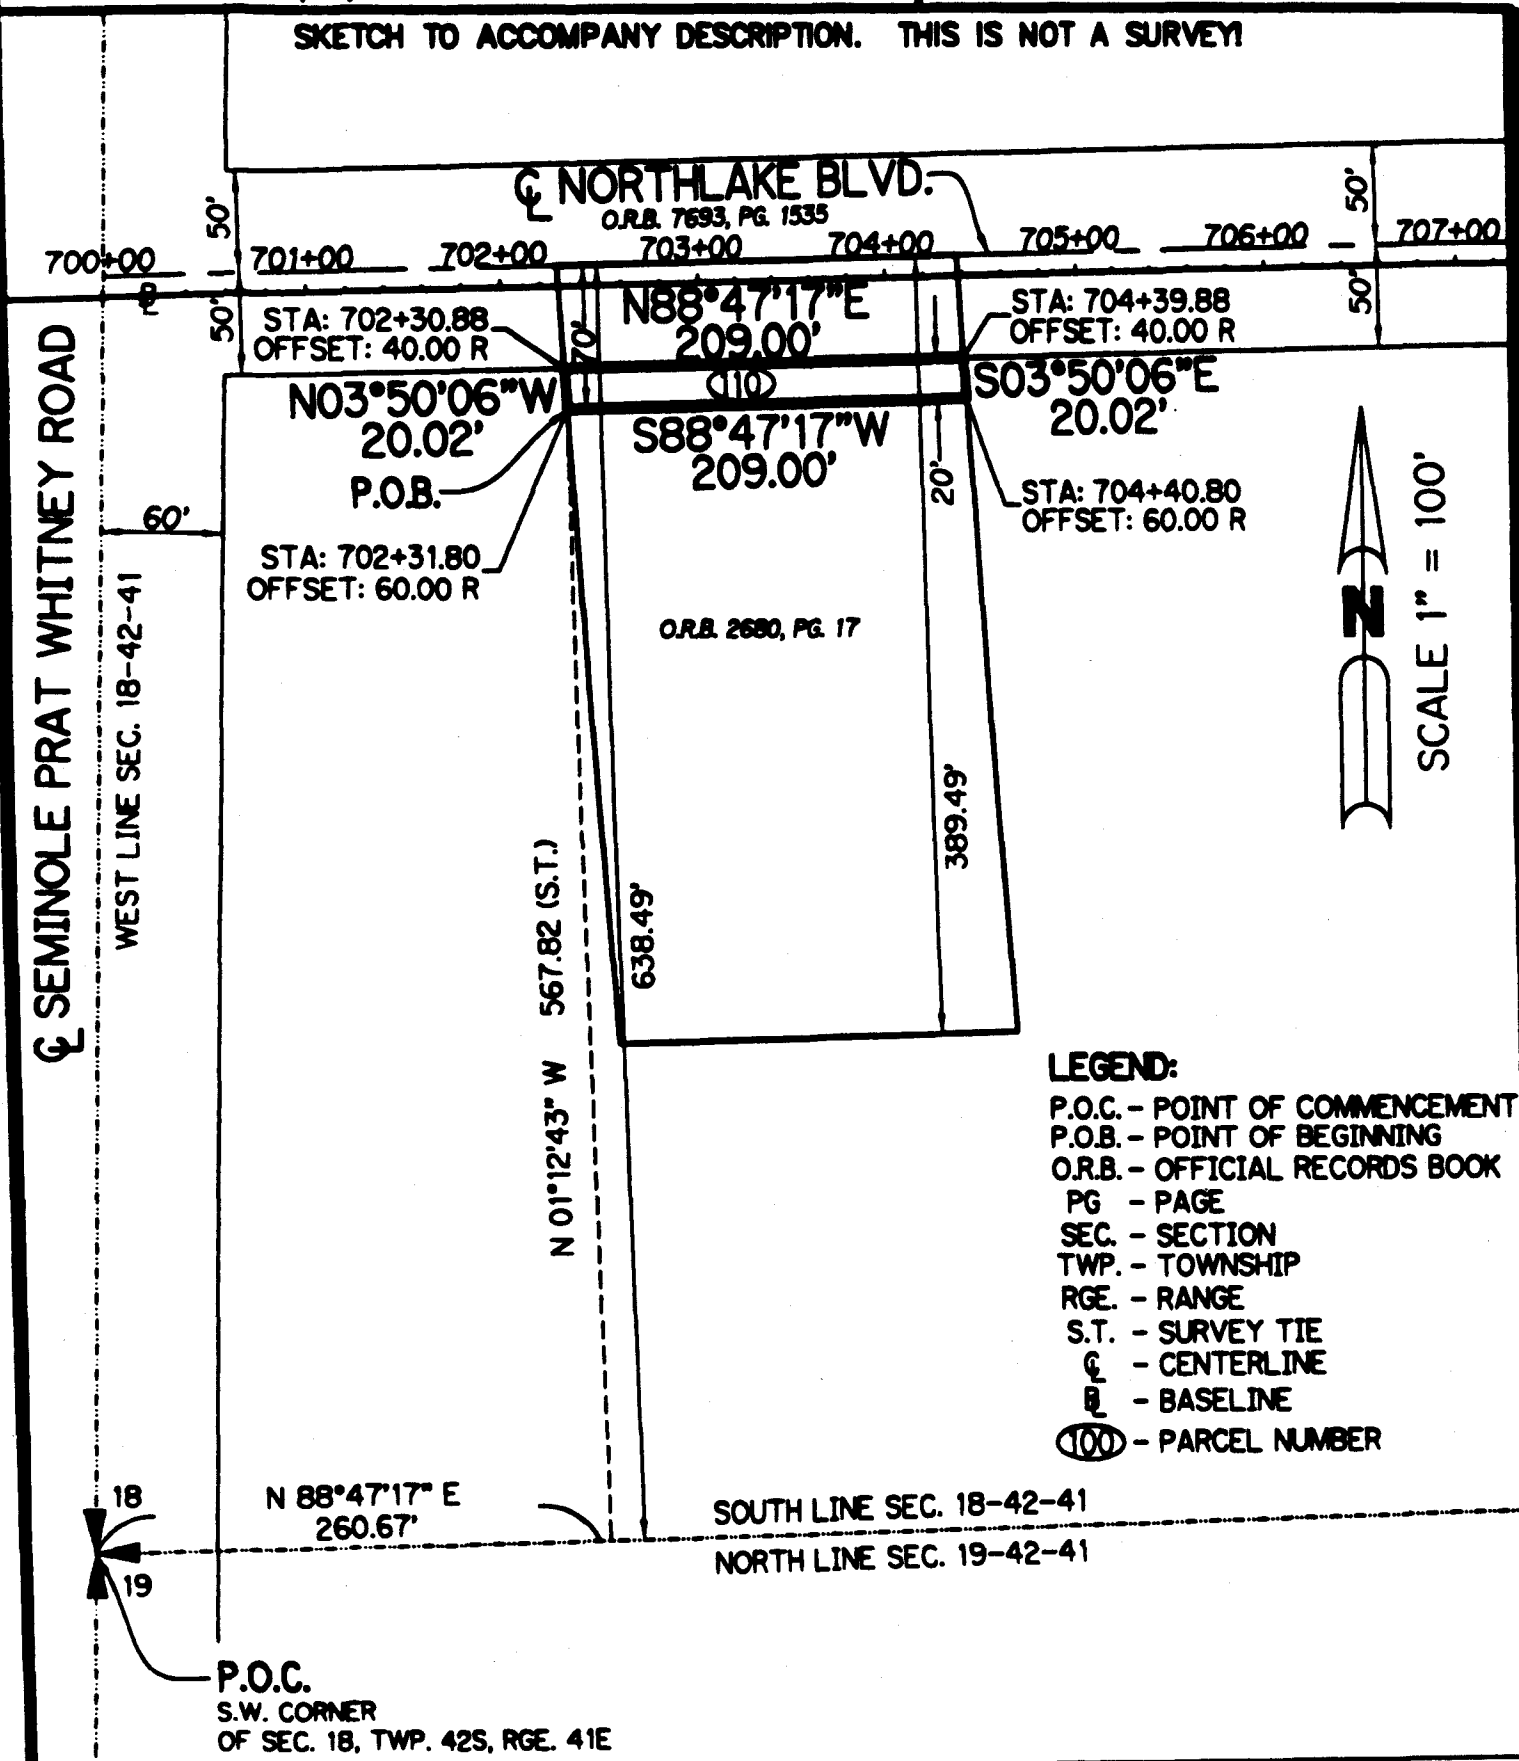 SKETCH TO ACCOMPANY DESCRIPTION. THIS IS NOT A SURVEY!
℄ NORTHLAKE BLVD.
O.R.B. 7693, PG. 1535
50'
50'
700+00
701+00
702+00
703+00
704+00
705+00
706+00
707+00
50'
50'
STA: 702+30.88
OFFSET: 40.00 R
70'
N88°47'17"E
209.00'
STA: 704+39.88
OFFSET: 40.00 R
N03°50'06"W
20.02'
110
S03°50'06"E
20.02'
S88°47'17"W
209.00'
P.O.B.
20'
STA: 704+40.80
OFFSET: 60.00 R
60'
STA: 702+31.80
OFFSET: 60.00 R
O.R.B. 2680, PG. 17
℄ SEMINOLE PRAT WHITNEY ROAD
WEST LINE SEC. 18-42-41
N
SCALE 1" = 100'
389.49'
638.49'
N 01°12'43" W 567.82 (S.T.)
LEGEND:
P.O.C. - POINT OF COMMENCEMENT
P.O.B. - POINT OF BEGINNING
O.R.B. - OFFICIAL RECORDS BOOK
PG - PAGE
SEC. - SECTION
TWP. - TOWNSHIP
RGE. - RANGE
S.T. - SURVEY TIE
℄ - CENTERLINE
BL - BASELINE
100 - PARCEL NUMBER
18
N 88°47'17" E
260.67'
SOUTH LINE SEC. 18-42-41
NORTH LINE SEC. 19-42-41
19
P.O.C.
S.W. CORNER
OF SEC. 18, TWP. 42S, RGE. 41E